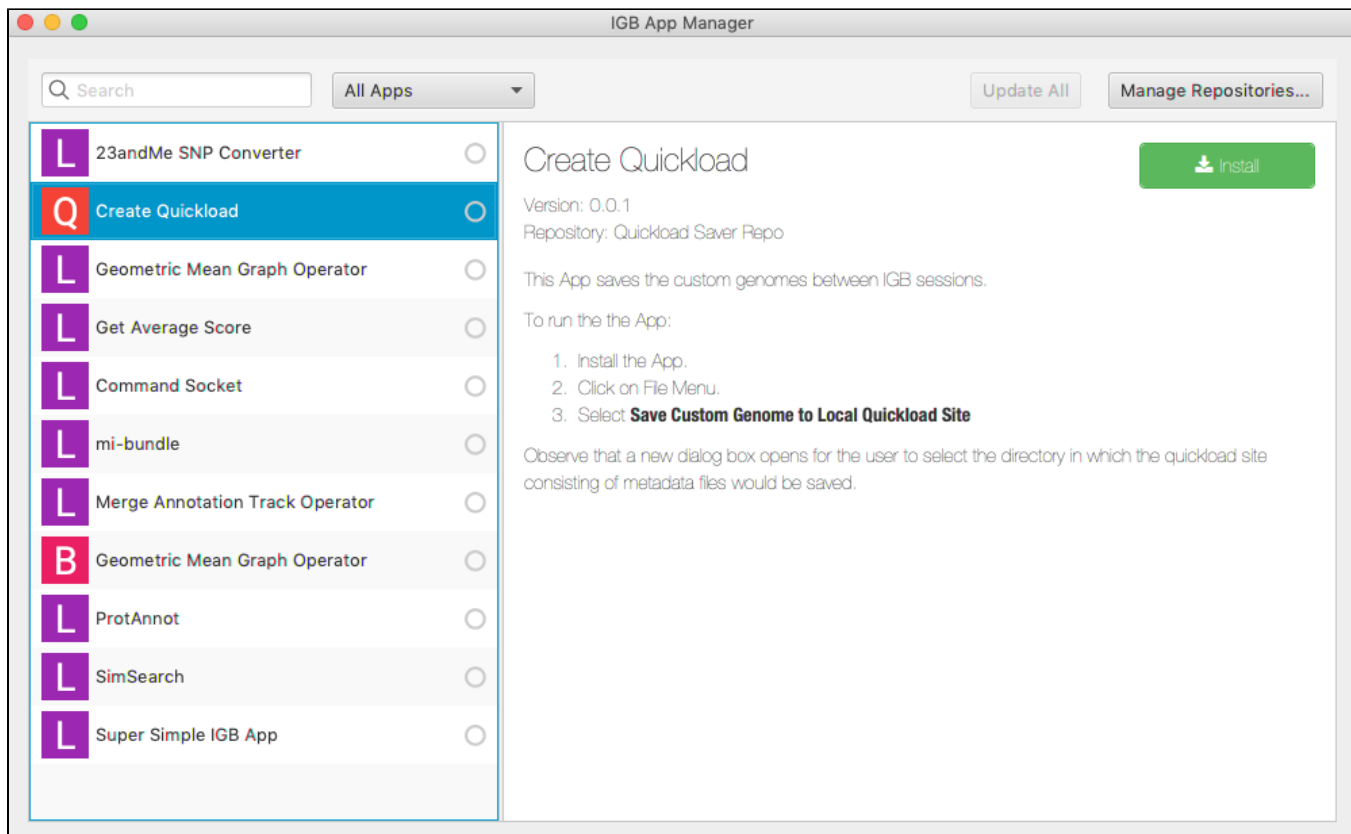 IGB App Manager
Search
All Apps
Update All
Manage Repositories...
L 23andMe SNP Converter
Q Create Quickload
L Geometric Mean Graph Operator
L Get Average Score
L Command Socket
L mi-bundle
L Merge Annotation Track Operator
B Geometric Mean Graph Operator
L ProtAnnot
L SimSearch
L Super Simple IGB App
Create Quickload
Install
Version: 0.0.1
Repository: Quickload Saver Repo
This App saves the custom genomes between IGB sessions.
To run the the App:
1. Install the App.
2. Click on File Menu.
3. Select Save Custom Genome to Local Quickload Site
Observe that a new dialog box opens for the user to select the directory in which the quickload site
consisting of metadata files would be saved.